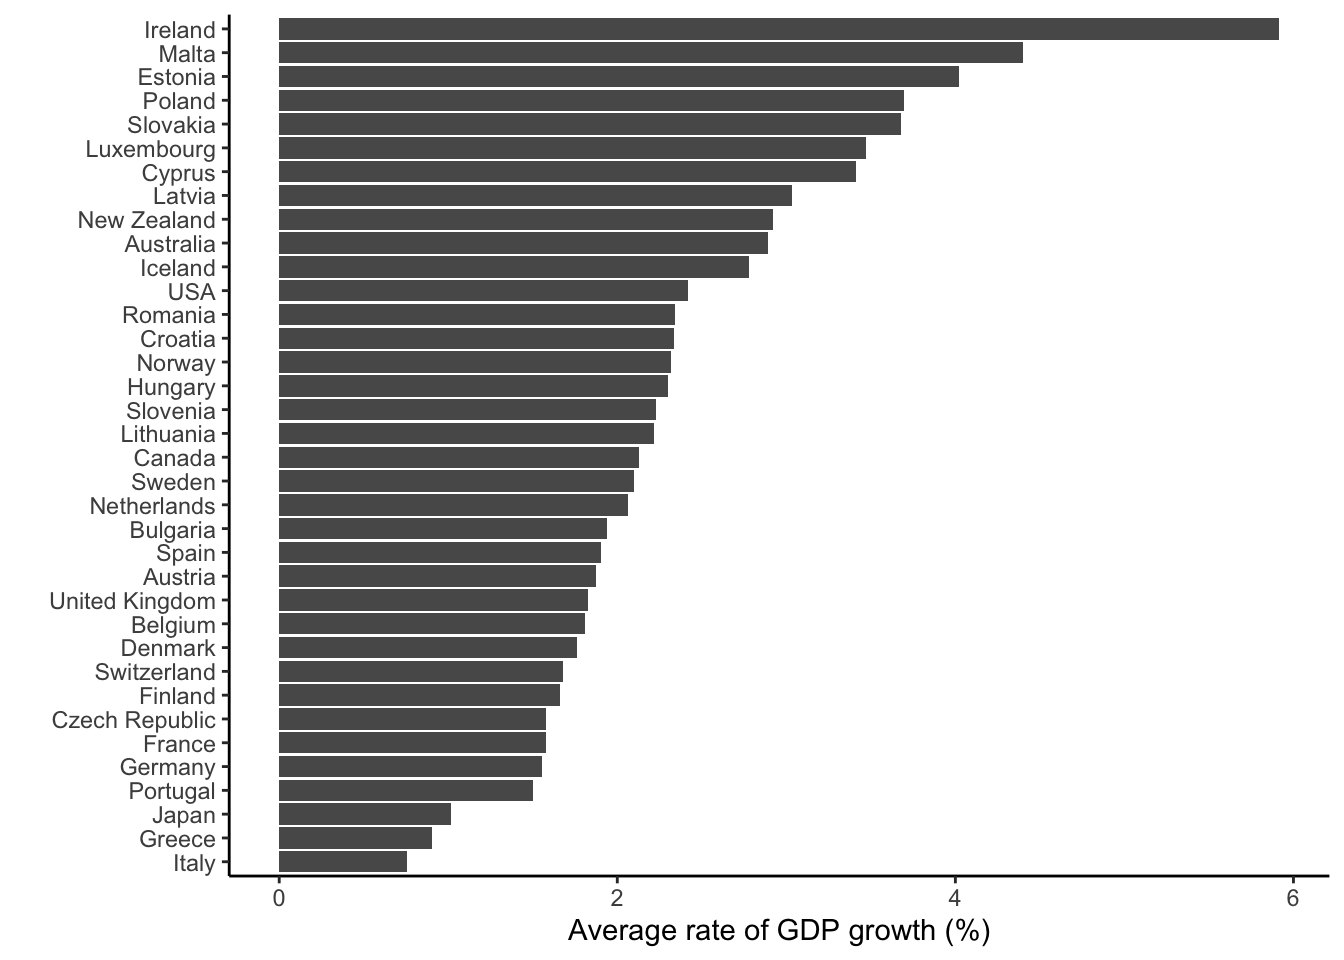 Ireland
Malta
Estonia
Poland
Slovakia
Luxembourg
Cyprus
Latvia
New Zealand
Australia
Iceland
USA
Romania
Croatia
Norway
Hungary
Slovenia
Lithuania
Canada
Sweden
Netherlands
Bulgaria
Spain
Austria
United Kingdom
Belgium
Denmark
Switzerland
Finland
Czech Republic
France
Germany
Portugal
Japan
Greece
Italy
0 2 4 6
Average rate of GDP growth (%)